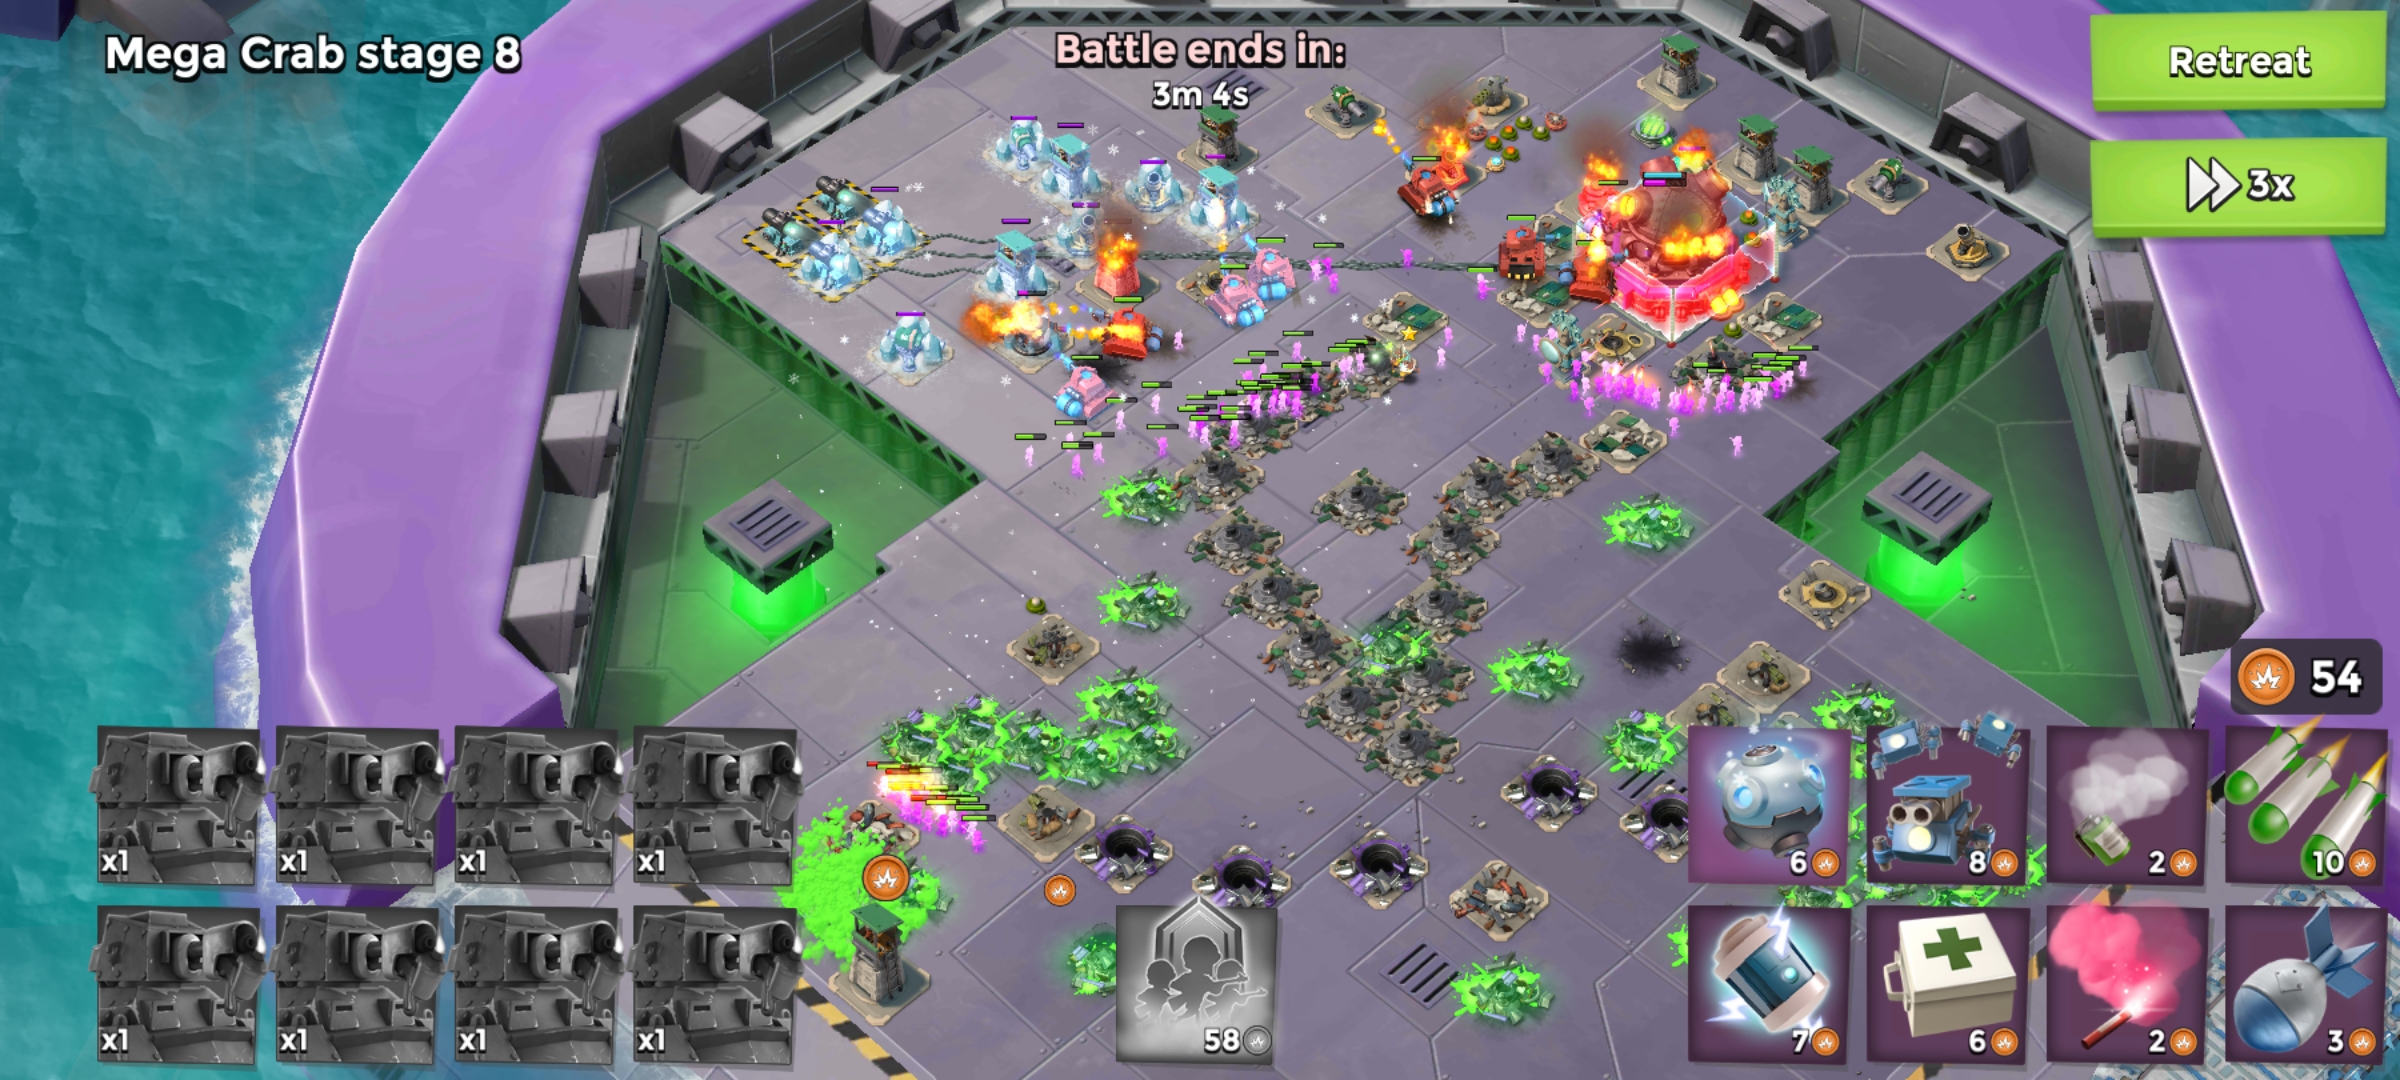 Mega Crab stage 8
Battle ends in:
3m 4s
Retreat
3x
54
x1
x1
x1
x1
6
8
2
10
x1
x1
x1
x1
58
7
6
2
3